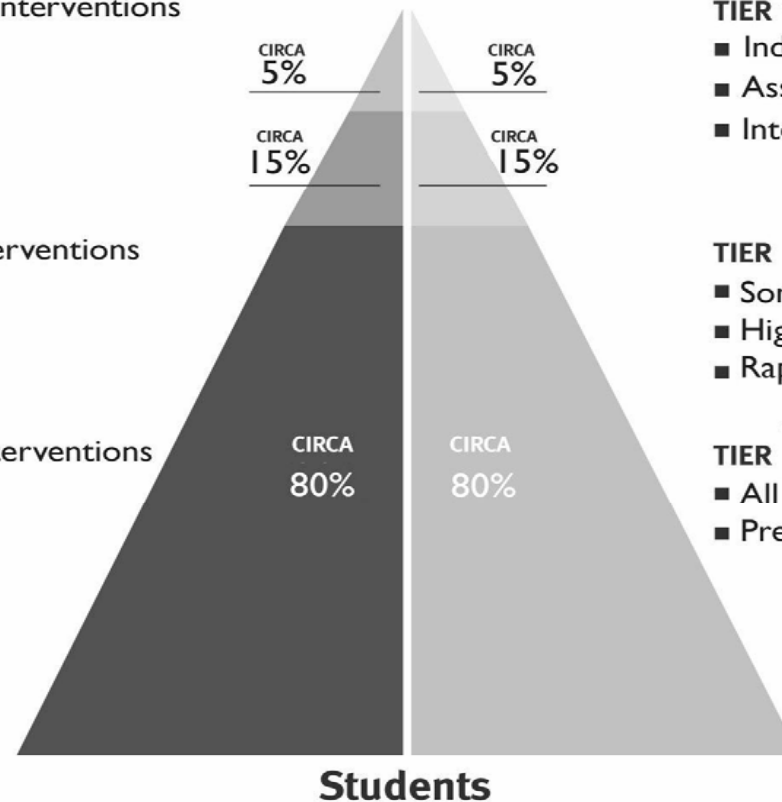 nterventions
CIRCA
5%
CIRCA
5%
CIRCA
15%
CIRCA
15%
erventions
erventions
CIRCA
80%
CIRCA
80%
TIER
■ Ind
■ Ass
■ Inte
TIER
■ Sor
■ Hig
■ Rap
TIER
■ All
■ Pre
Students